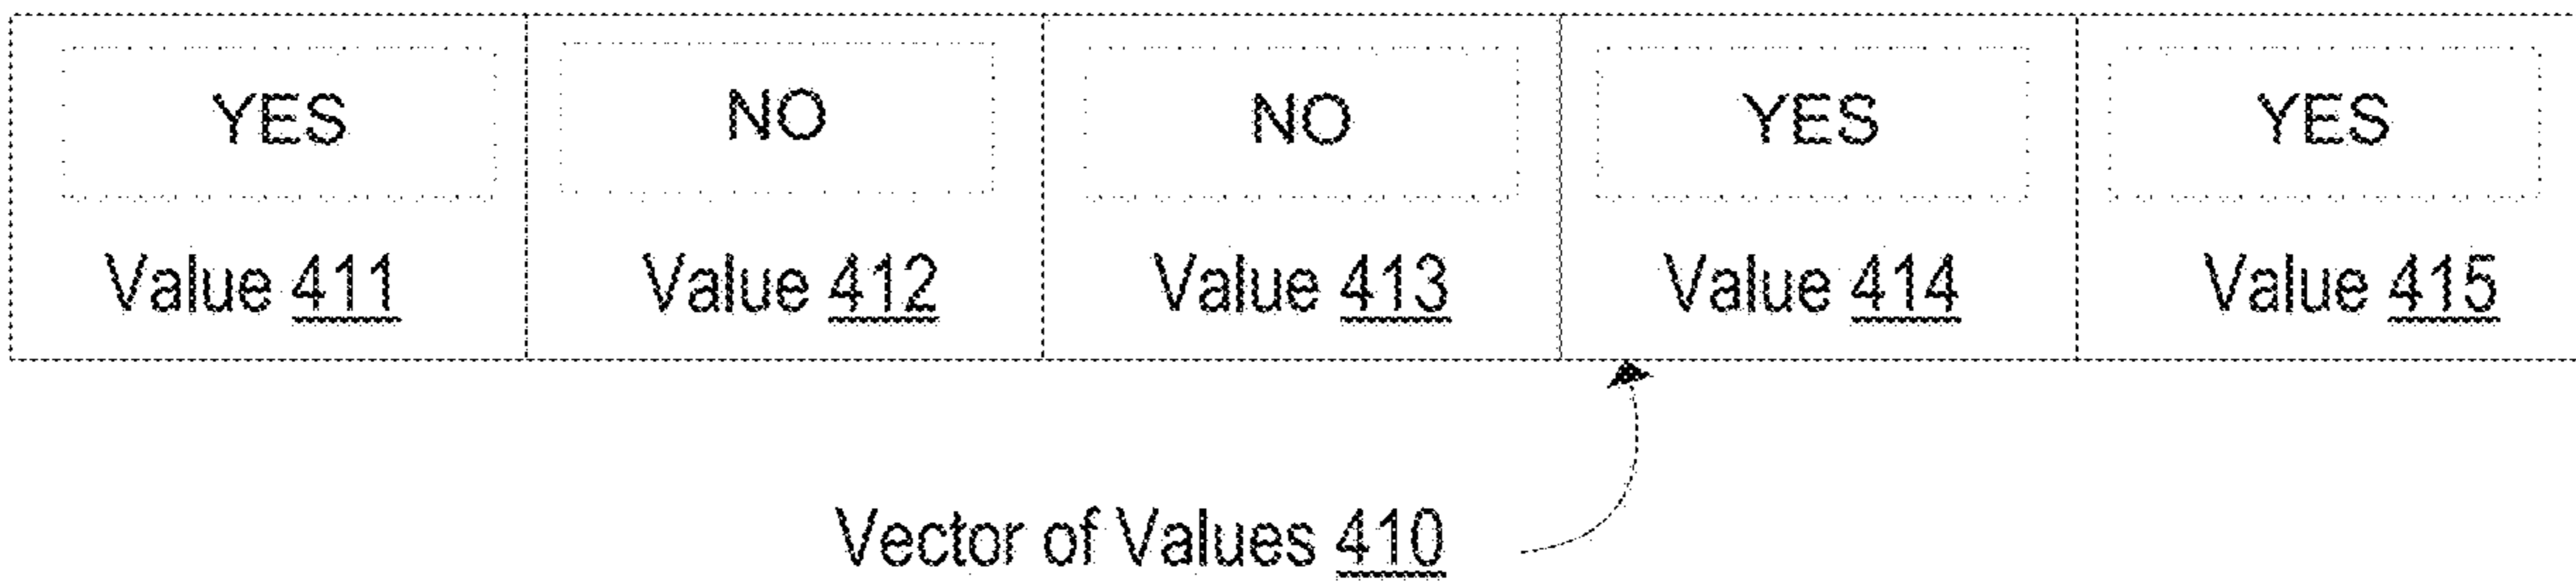 YES NO NO YES YES
Value 411 Value 412 Value 413 Value 414 Value 415
Vector of Values 410